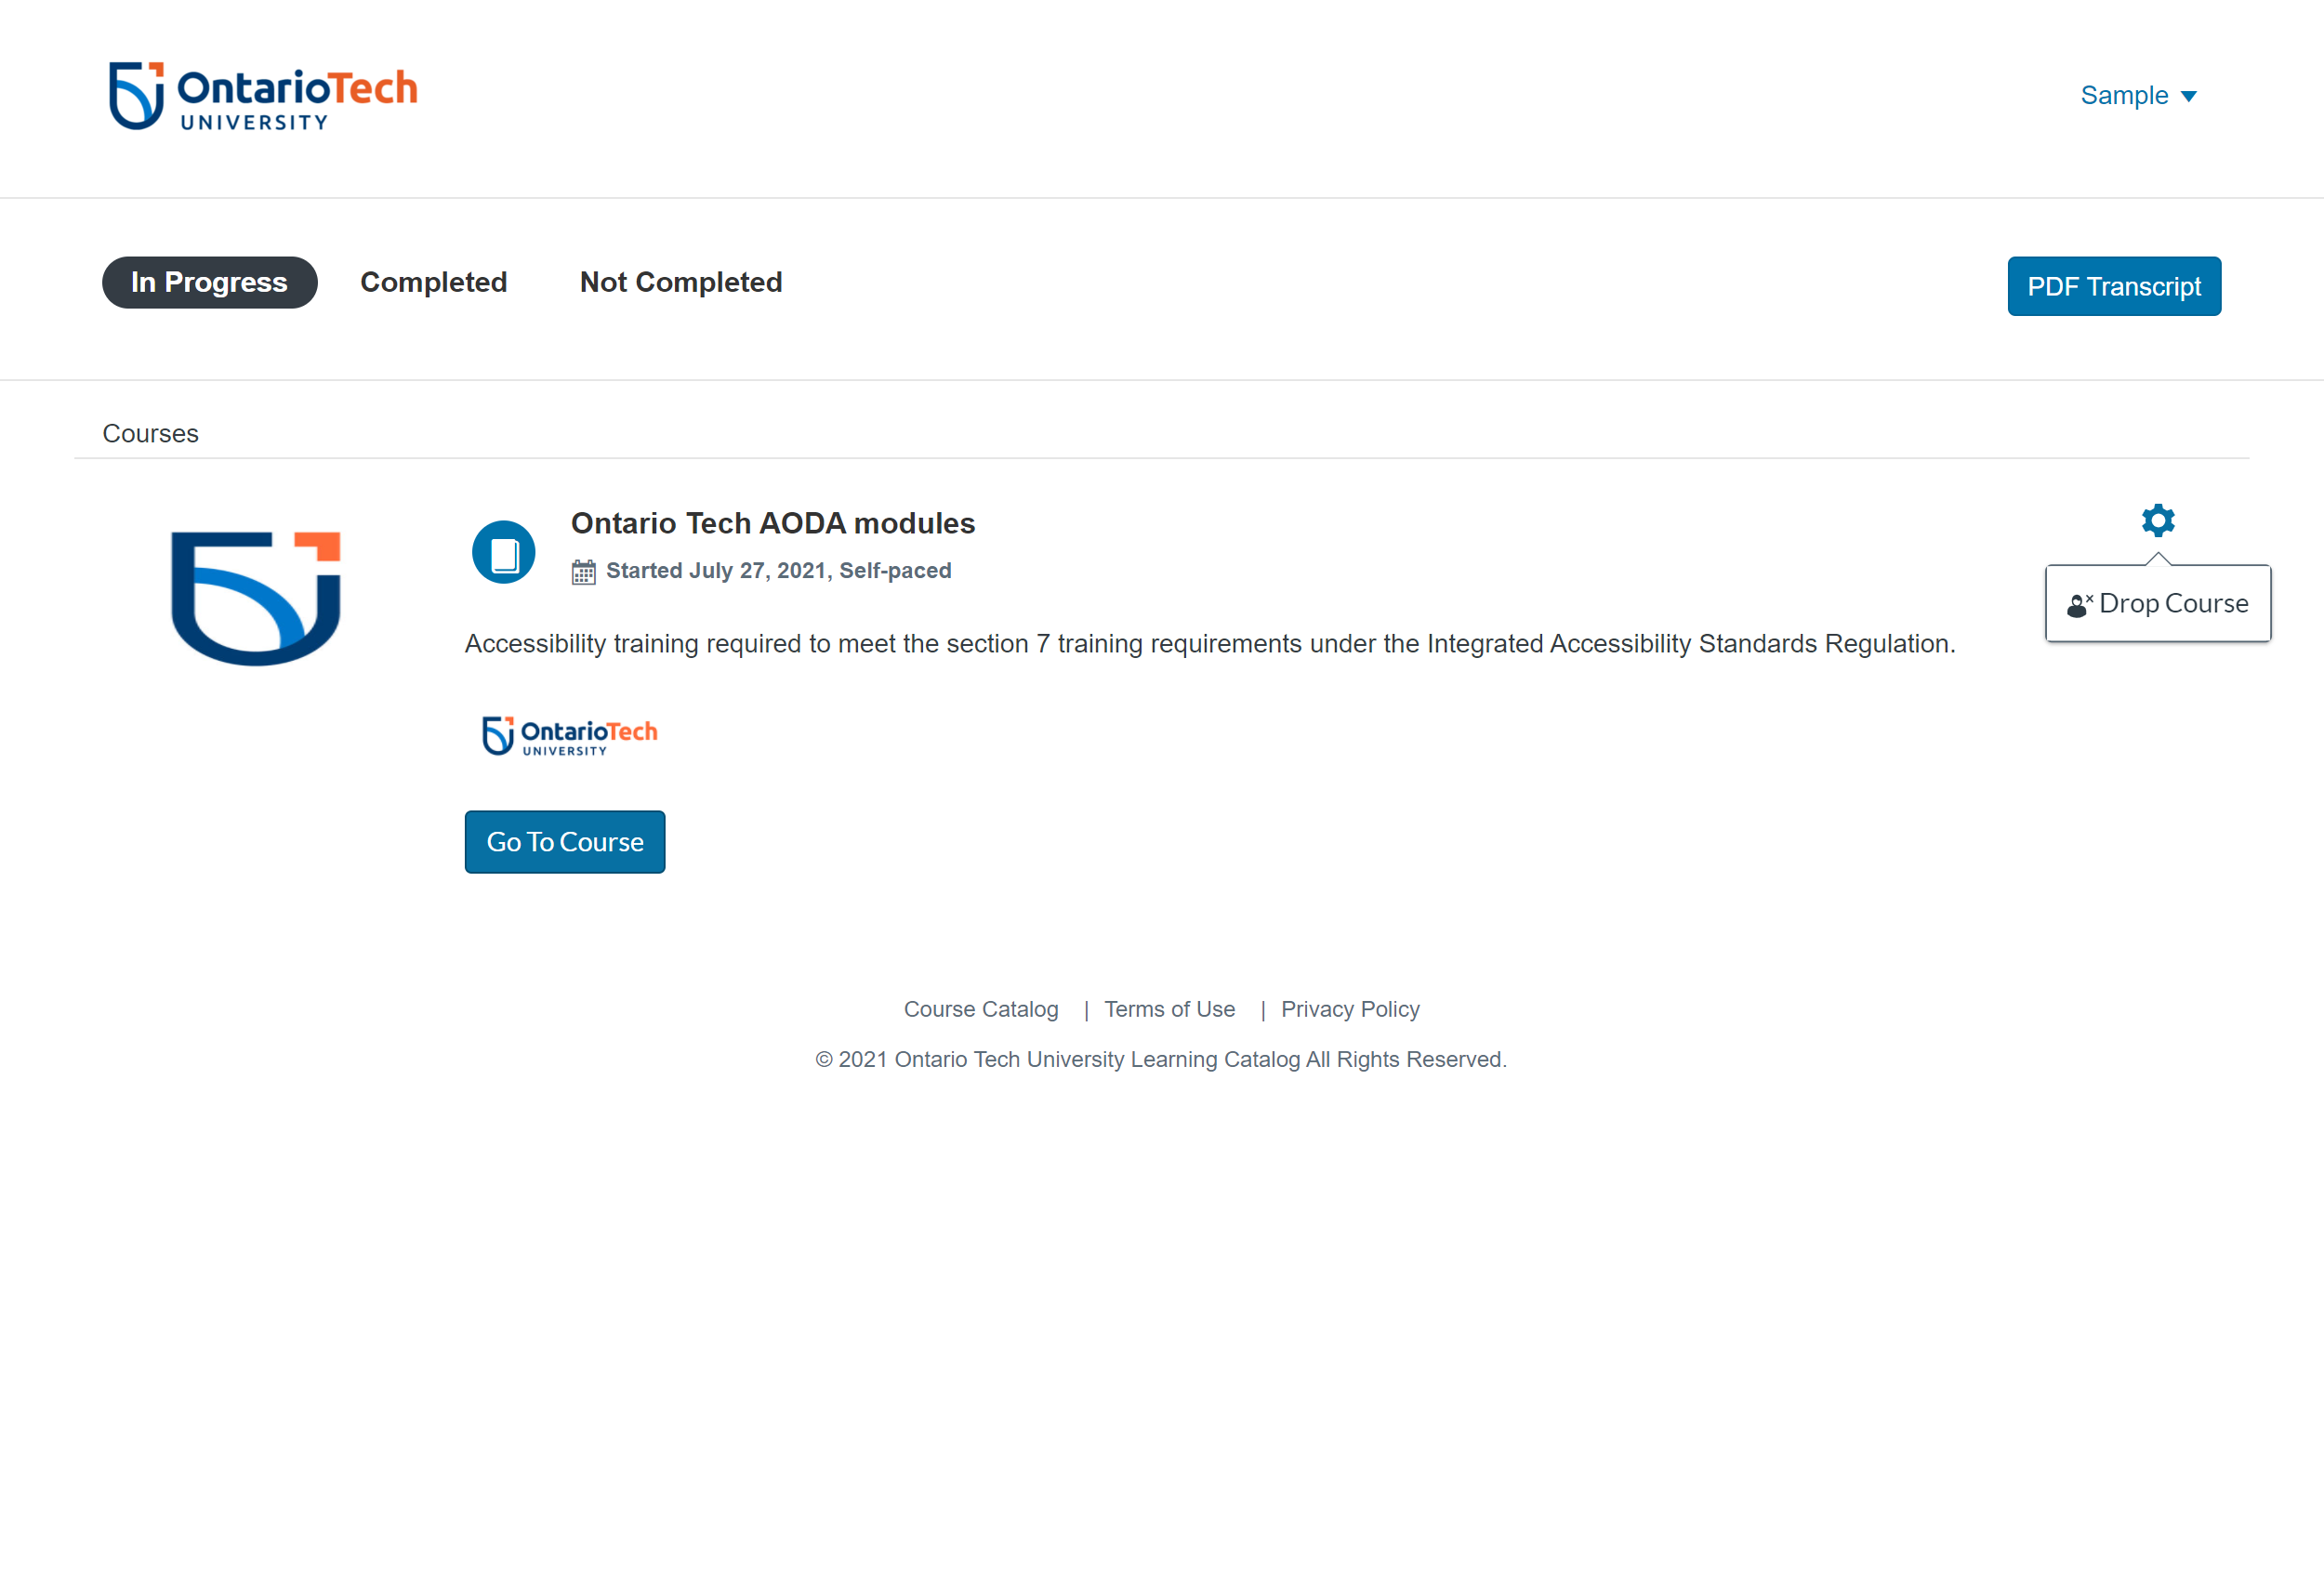 OntarioTech
UNIVERSITY
Sample
In Progress
Completed
Not Completed
PDF Transcript
Courses
Ontario Tech AODA modules
Started July 27, 2021, Self-paced
Drop Course
Accessibility training required to meet the section 7 training requirements under the Integrated Accessibility Standards Regulation.
OntarioTech
UNIVERSITY
Go To Course
Course Catalog | Terms of Use | Privacy Policy
© 2021 Ontario Tech University Learning Catalog All Rights Reserved.